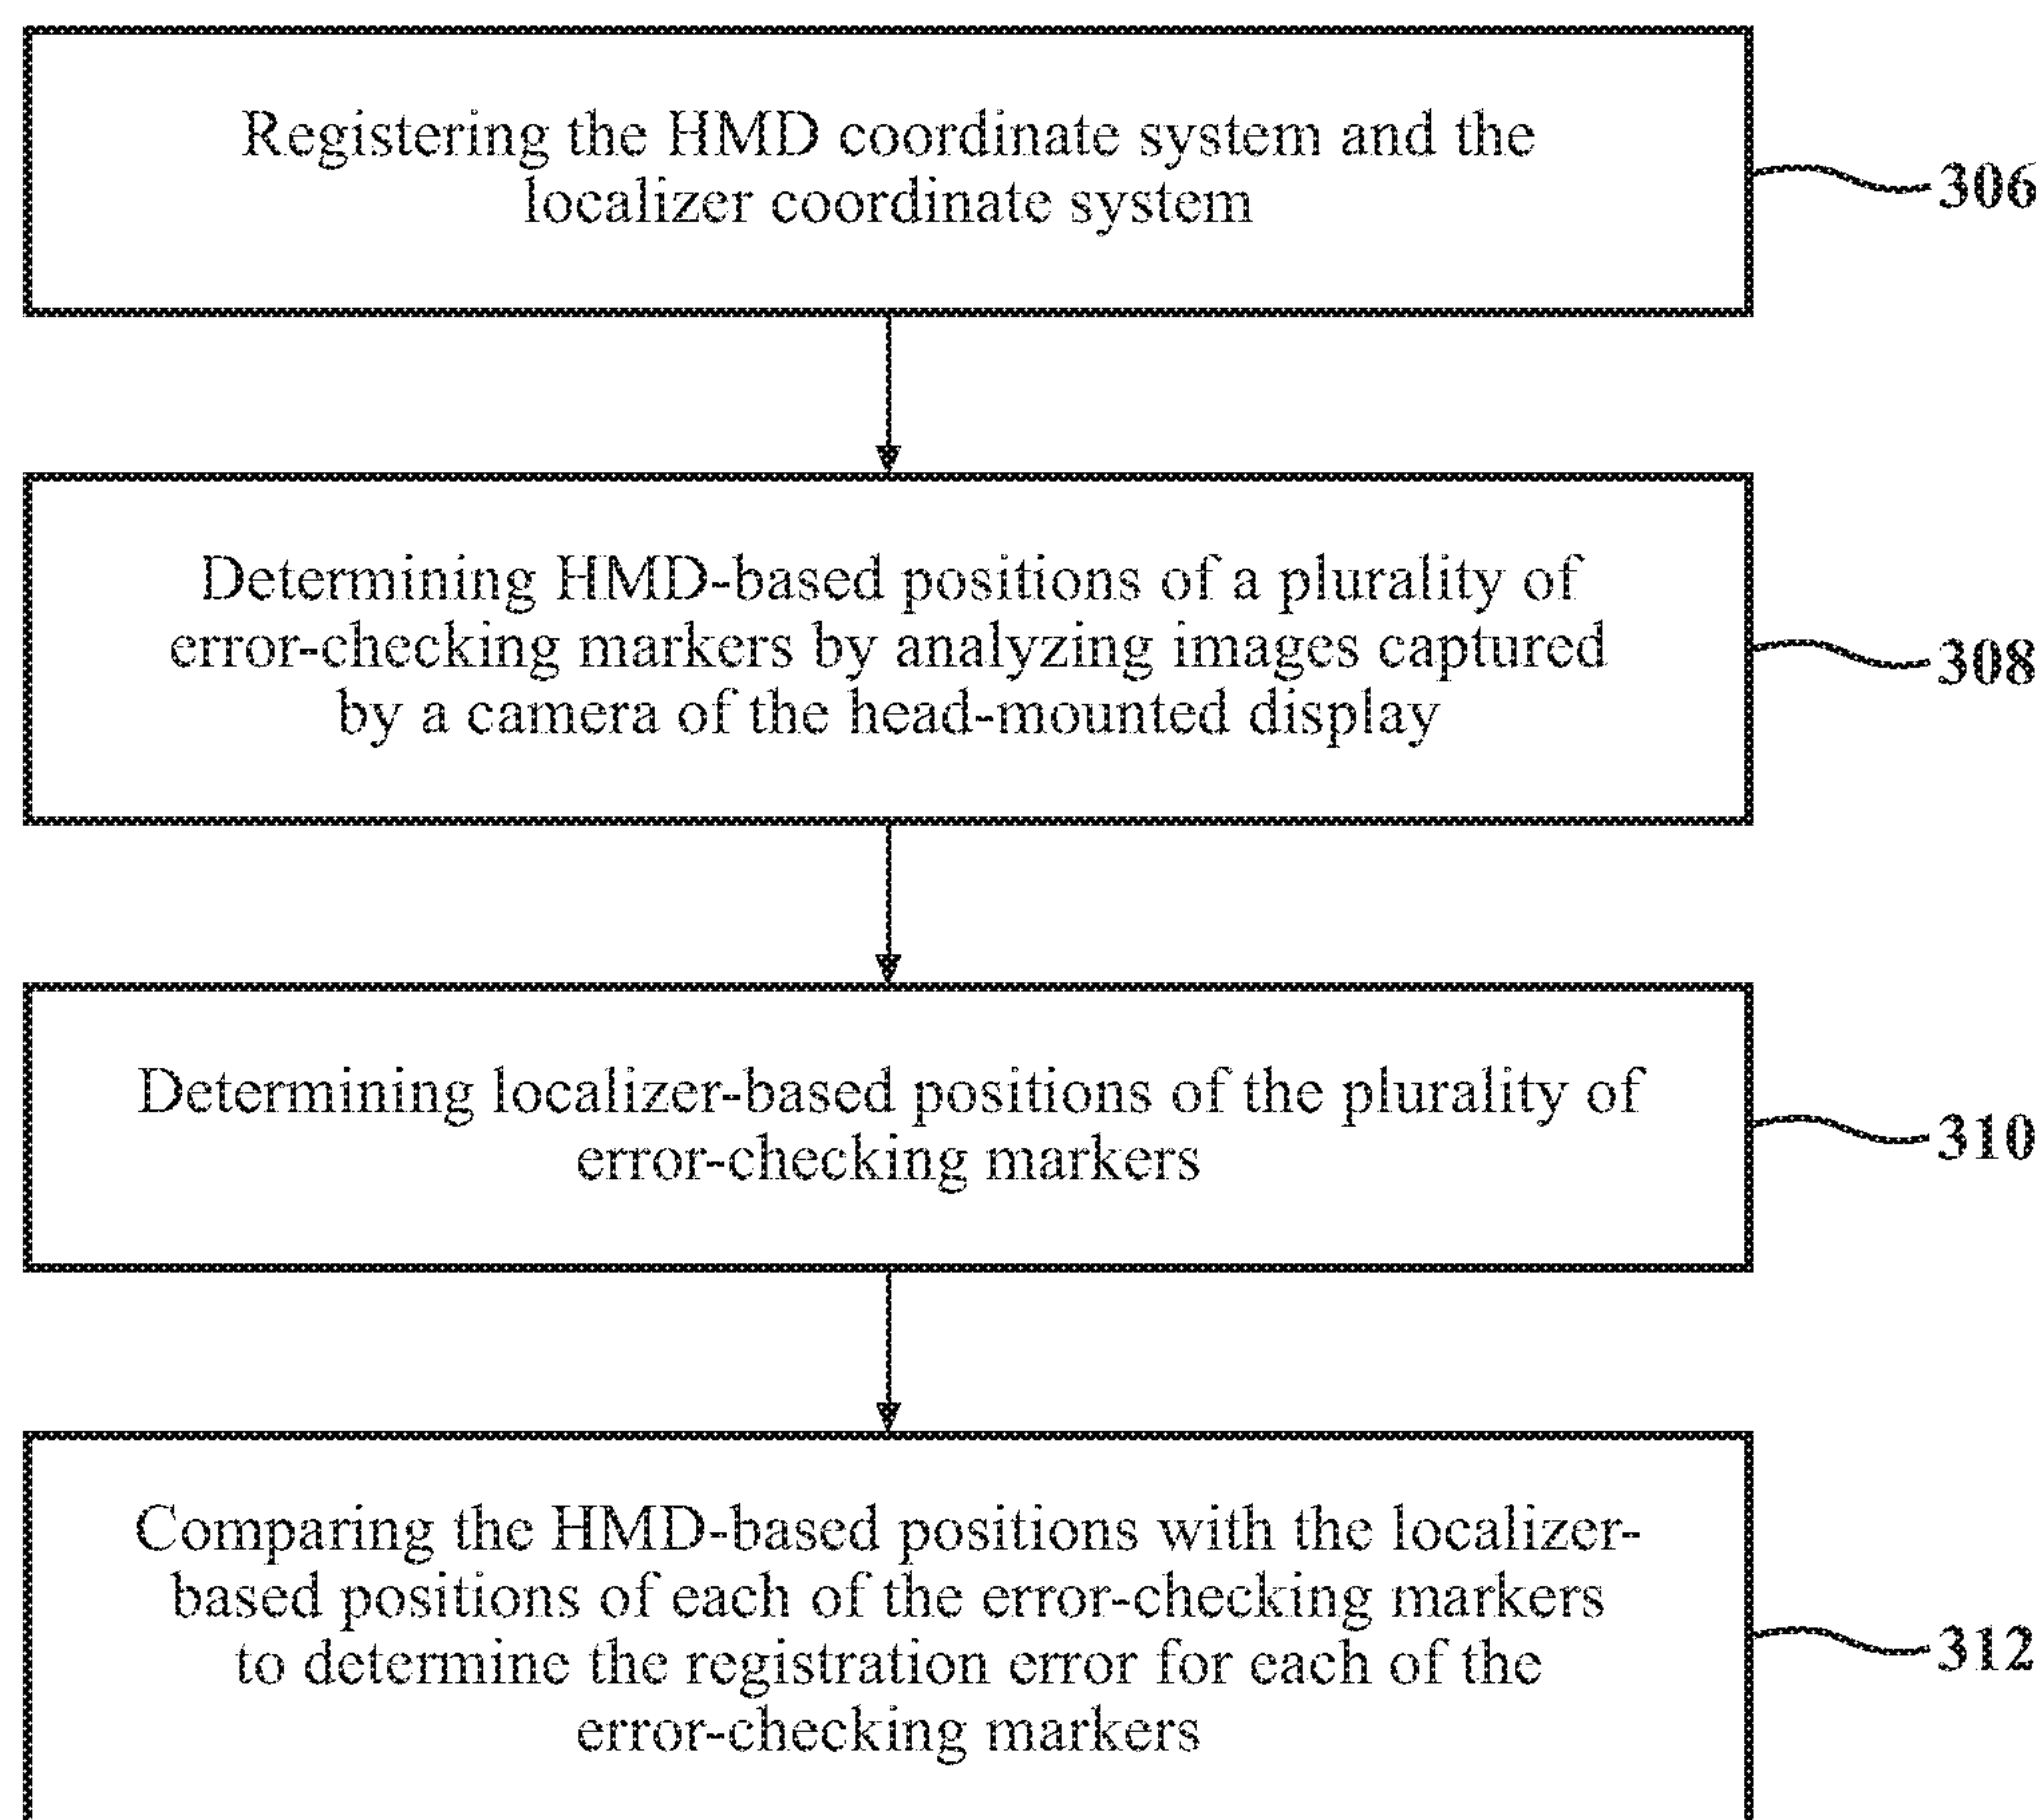 Registering the HMD coordinate system and the
localizer coordinate system
306
Determining HMD-based positions of a plurality of
error-checking markers by analyzing images captured
by a camera of the head-mounted display
308
Determining localizer-based positions of the plurality of
error-checking markers
310
Comparing the HMD-based positions with the localizer-
based positions of each of the error-checking markers
to determine the registration error for each of the
error-checking markers
312